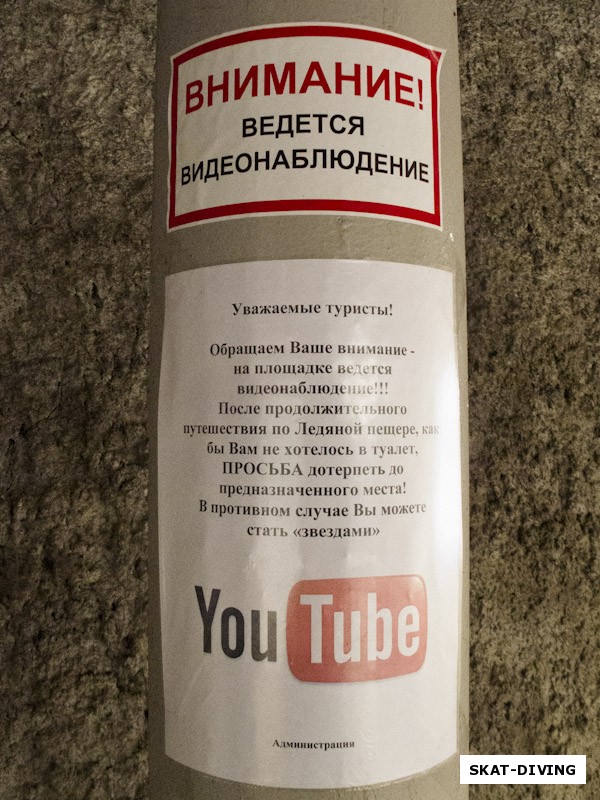 ВНИМАНИЕ!
ВЕДЕТСЯ
ВИДЕОНАБЛЮДЕНИЕ
Уважаемые туристы!
Обращаем Ваше внимание -
на площадке ведется
видеонаблюдение!!!
После продолжительного
путешествия по Ледяной пещере, как
бы Вам не хотелось в туалет,
ПРОСЬБА дотерпеть до
предназначенного места!
В противном случае Вы можете
стать «звездами»
YouTube
Администрация
SKAT-DIVING